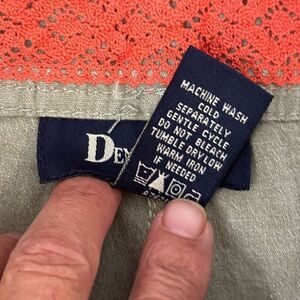 MACHINE WASH
COLD
SEPARATELY
GENTLE CYCLE
DO NOT BLEACH
TUMBLE DRY LOW
WARM IRON
IF NEEDED